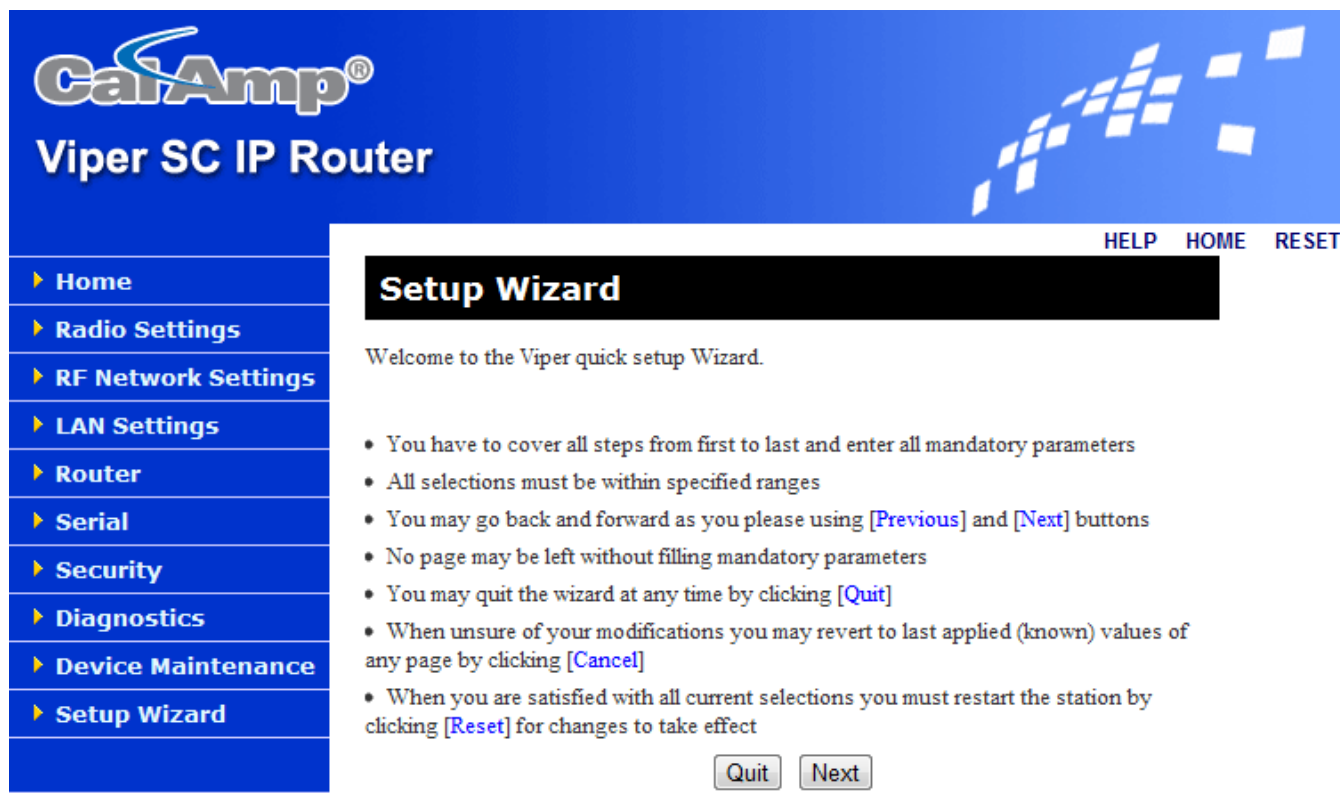 CalAmp®
Viper SC IP Router
HELP HOME RESET
Home
Radio Settings
RF Network Settings
LAN Settings
Router
Serial
Security
Diagnostics
Device Maintenance
Setup Wizard
Setup Wizard
Welcome to the Viper quick setup Wizard.
• You have to cover all steps from first to last and enter all mandatory parameters
• All selections must be within specified ranges
• You may go back and forward as you please using [Previous] and [Next] buttons
• No page may be left without filling mandatory parameters
• You may quit the wizard at any time by clicking [Quit]
• When unsure of your modifications you may revert to last applied (known) values of
any page by clicking [Cancel]
• When you are satisfied with all current selections you must restart the station by
clicking [Reset] for changes to take effect
Quit Next